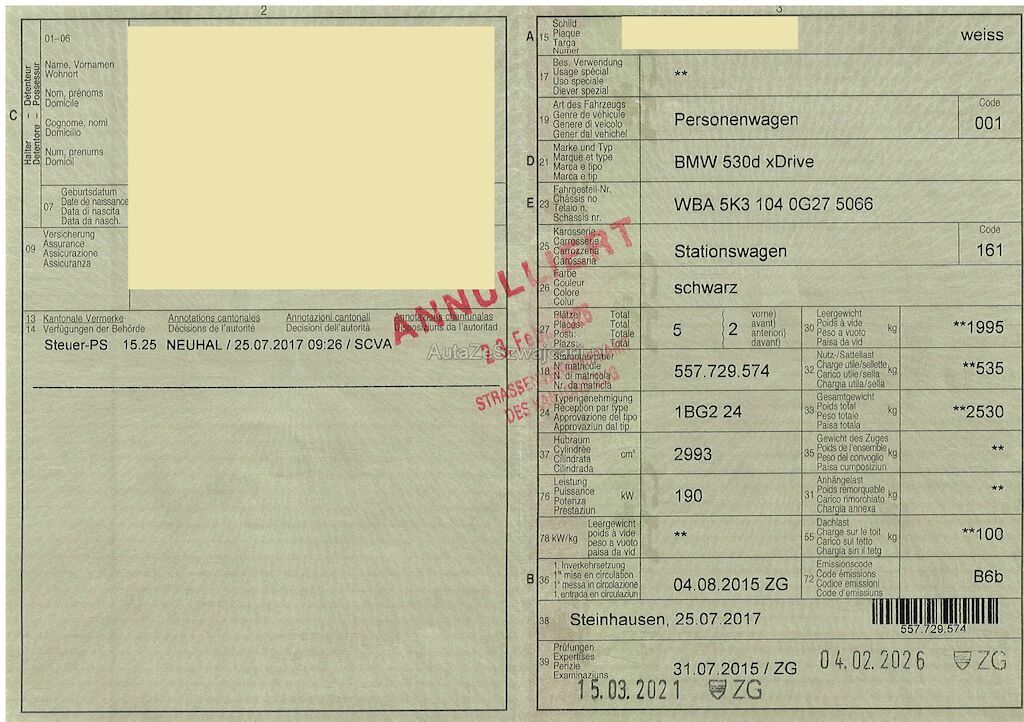 2
01-06
Name, Vornamen
Wohnort
Nom, prénoms
Domicile
Cognome, nomi
Domicilio
Num, prenums
Domicil
C
Halter – Détenteur
Detentore – Possessur
07
Geburtsdatum
Date de naissance
Data di nascita
Data da nasch.
09
Versicherung
Assurance
Assicurazione
Assicuranza
13 Kantonale Vermerke Annotations cantonales Annotazioni cantonali Annotaziuns chantunalas
14 Verfügungen der Behörde Décisions de l'autorité Decisioni dell'autorità Disposiziuns da l'autoritad
Steuer-PS 15.25 NEUHAL / 25.07.2017 09:26 / SCVA
ANNULLIERT
23 Feb.
STRASSEN
DES KAN
3
A 15
Schild
Plaque
Targa
Numer
weiss
17
Bes. Verwendung
Usage spécial
Uso speciale
Diever spezial
**
19
Art des Fahrzeugs
Genre de véhicule
Genere di veicolo
Gener dal vehichel
Personenwagen
Code
001
D 21
Marke und Typ
Marque et type
Marca e tipo
Marca e tip
BMW 530d xDrive
E 23
Fahrgestell-Nr.
Châssis no
Telaio n.
Schassis nr.
WBA 5K3 104 0G27 5066
25
Karosserie
Carrosserie
Carrozzeria
Carossaria
Stationswagen
Code
161
26
Farbe
Couleur
Colore
Colur
schwarz
27
Plätze: Total
Places: Total
Posti: Total
Plazs: Total
5
2
vorne)
avant)
anteriori)
davant)
30
Leergewicht
Poids à vide
Peso a vuoto
Paisa da vid
kg
**1995
18
Stammnummer
N° matricule
N. di matricola
Nr. da matricla
557.729.574
32
Nutz-/Sattellast
Charge utile/sellette
Carico utile/sella
Chargia utila/sella
kg
**535
24
Typengenehmigung
Réception par type
Approvazione del tipo
Approvaziun dal tip
1BG2 24
33
Gesamtgewicht
Poids total
Peso totale
Paisa totala
kg
**2530
37
Hubraum
Cylindrée
Cilindrata
Cilindrada
cm³
2993
35
Gewicht des Zuges
Poids de l'ensemble
Peso del convoglio
Paisa cumposiziun
kg
**
76
Leistung
Puissance
Potenza
Prestaziun
kW
190
31
Anhängelast
Poids remorquable
Carico rimorchiato
Chargia annexa
kg
**
78 kW/kg
Leergewicht
poids à vide
peso a vuoto
paisa da vid
**
55
Dachlast
Charge sur le toit
Carico sul tetto
Chargia sin il tetg
kg
**100
B 36
1. Inverkehrsetzung
1re mise en circulation
1a messa in circolazione
1. entrada en circulaziun
04.08.2015 ZG
72
Emissionscode
Code émissions
Codice emissioni
Code d'emissiuns
B6b
38
Steinhausen, 25.07.2017
557.729.574
39
Prüfungen
Expertises
Perizie
Examinaziuns
31.07.2015 / ZG
04.02.2026 ZG
15.03.2021 ZG